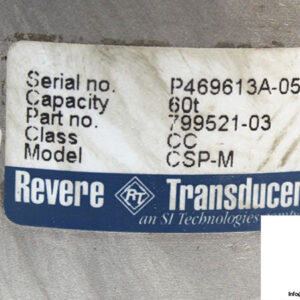 Serial no. P469613A-05
Capacity 60t
Part no. 799521-03
Class CC
Model CSP-M
Revere RT Transducer
an SI Technologies